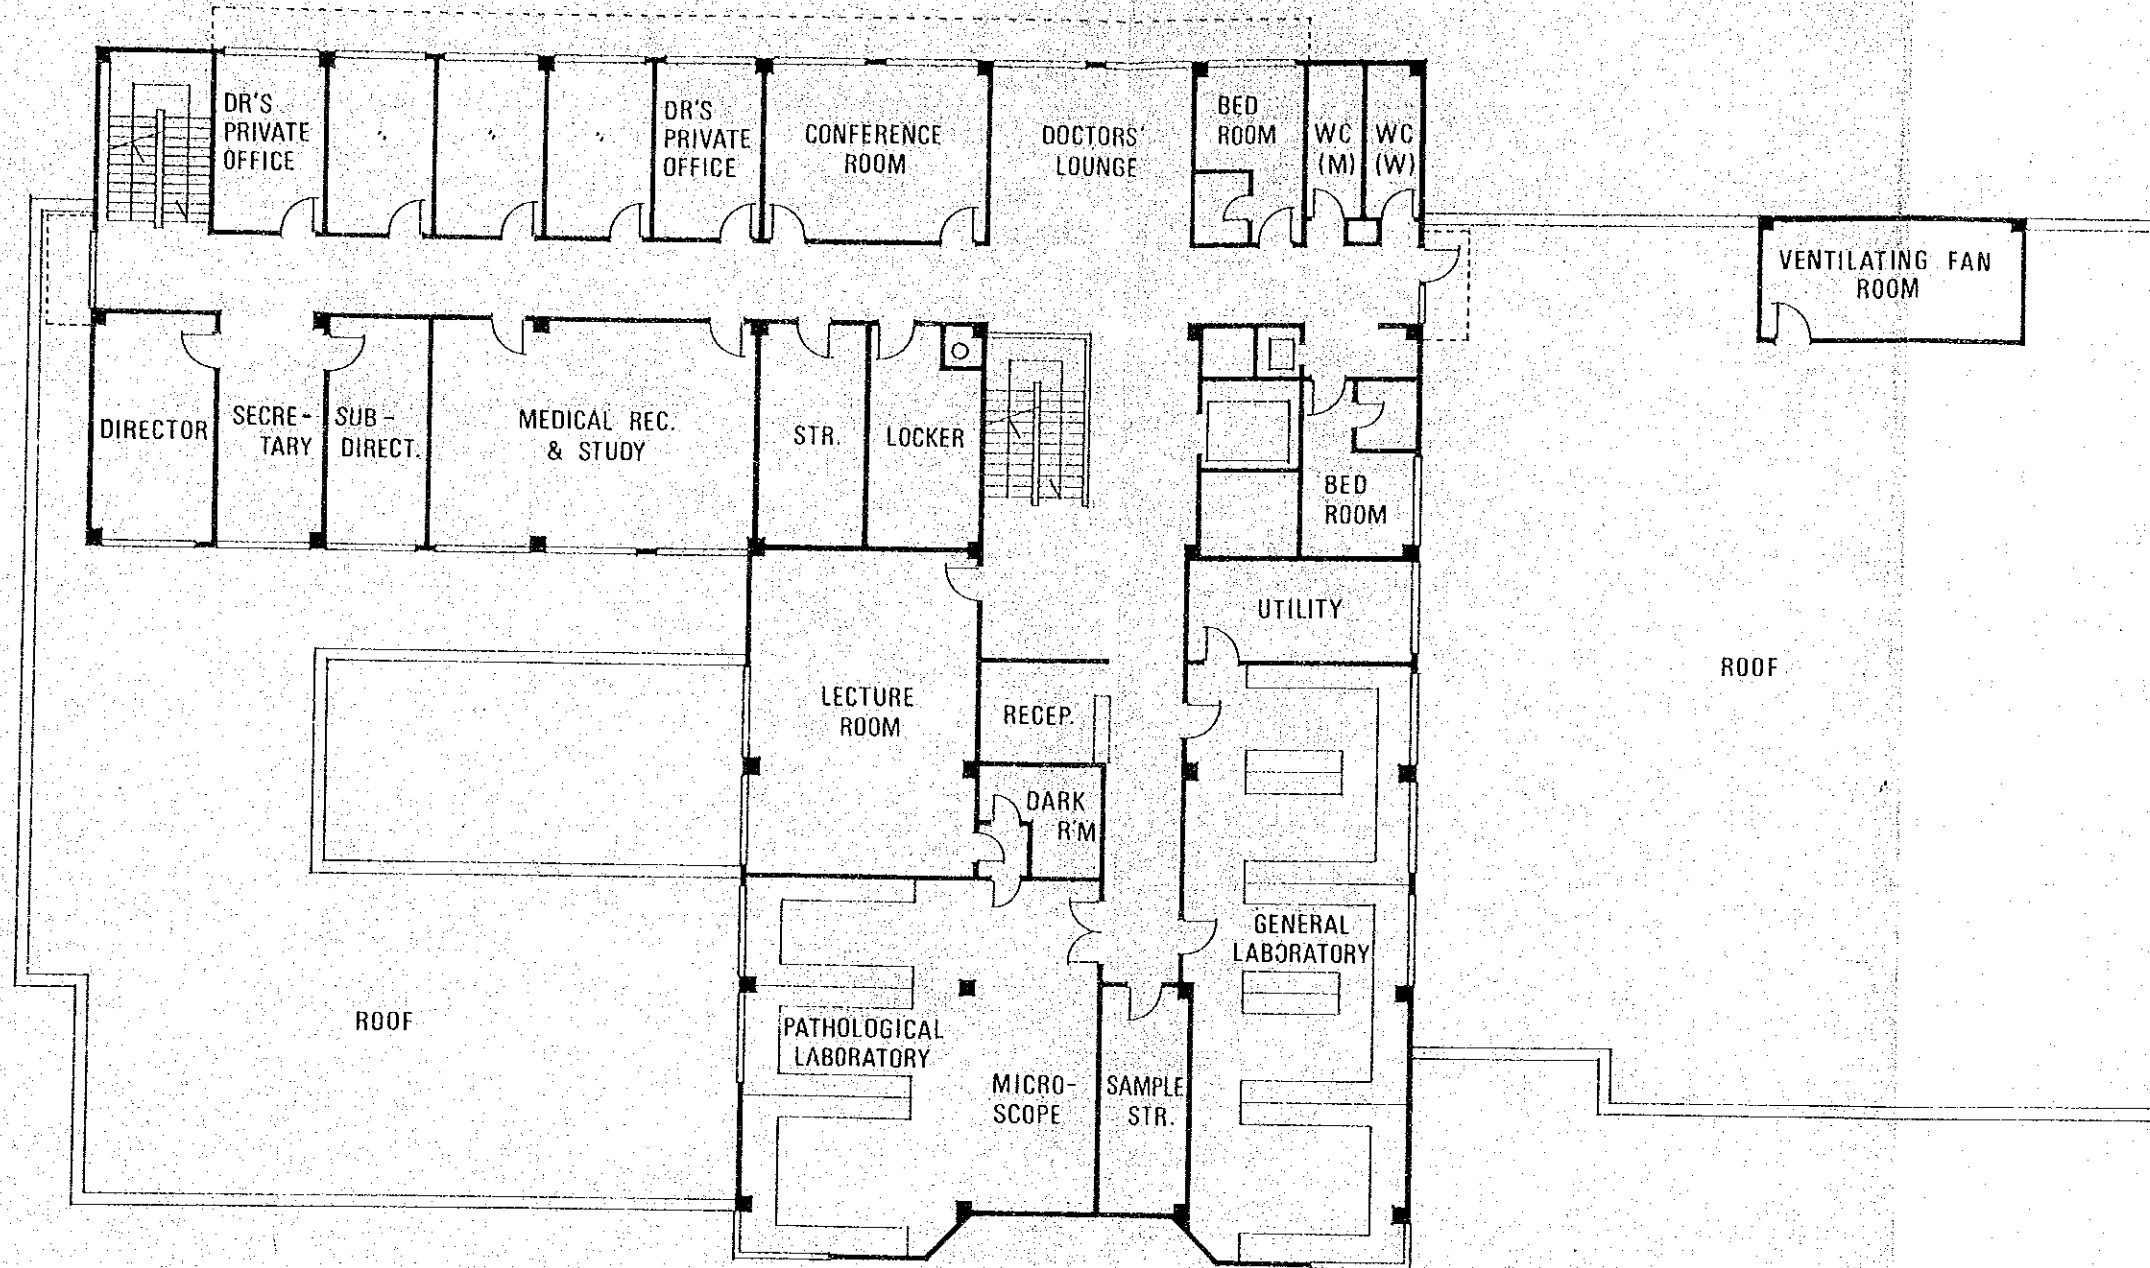 DR'S
PRIVATE
OFFICE
〃
〃
〃
DR'S
PRIVATE
OFFICE
CONFERENCE
ROOM
DOCTORS'
LOUNGE
BED
ROOM
WC
(M)
WC
(W)
VENTILATING FAN
ROOM
DIRECTOR
SECRE-
TARY
SUB-
DIRECT.
MEDICAL REC.
& STUDY
STR.
LOCKER
BED
ROOM
UTILITY
ROOF
LECTURE
ROOM
RECEP.
DARK
R'M
GENERAL
LABORATORY
ROOF
PATHOLOGICAL
LABORATORY
MICRO-
SCOPE
SAMPLE
STR.